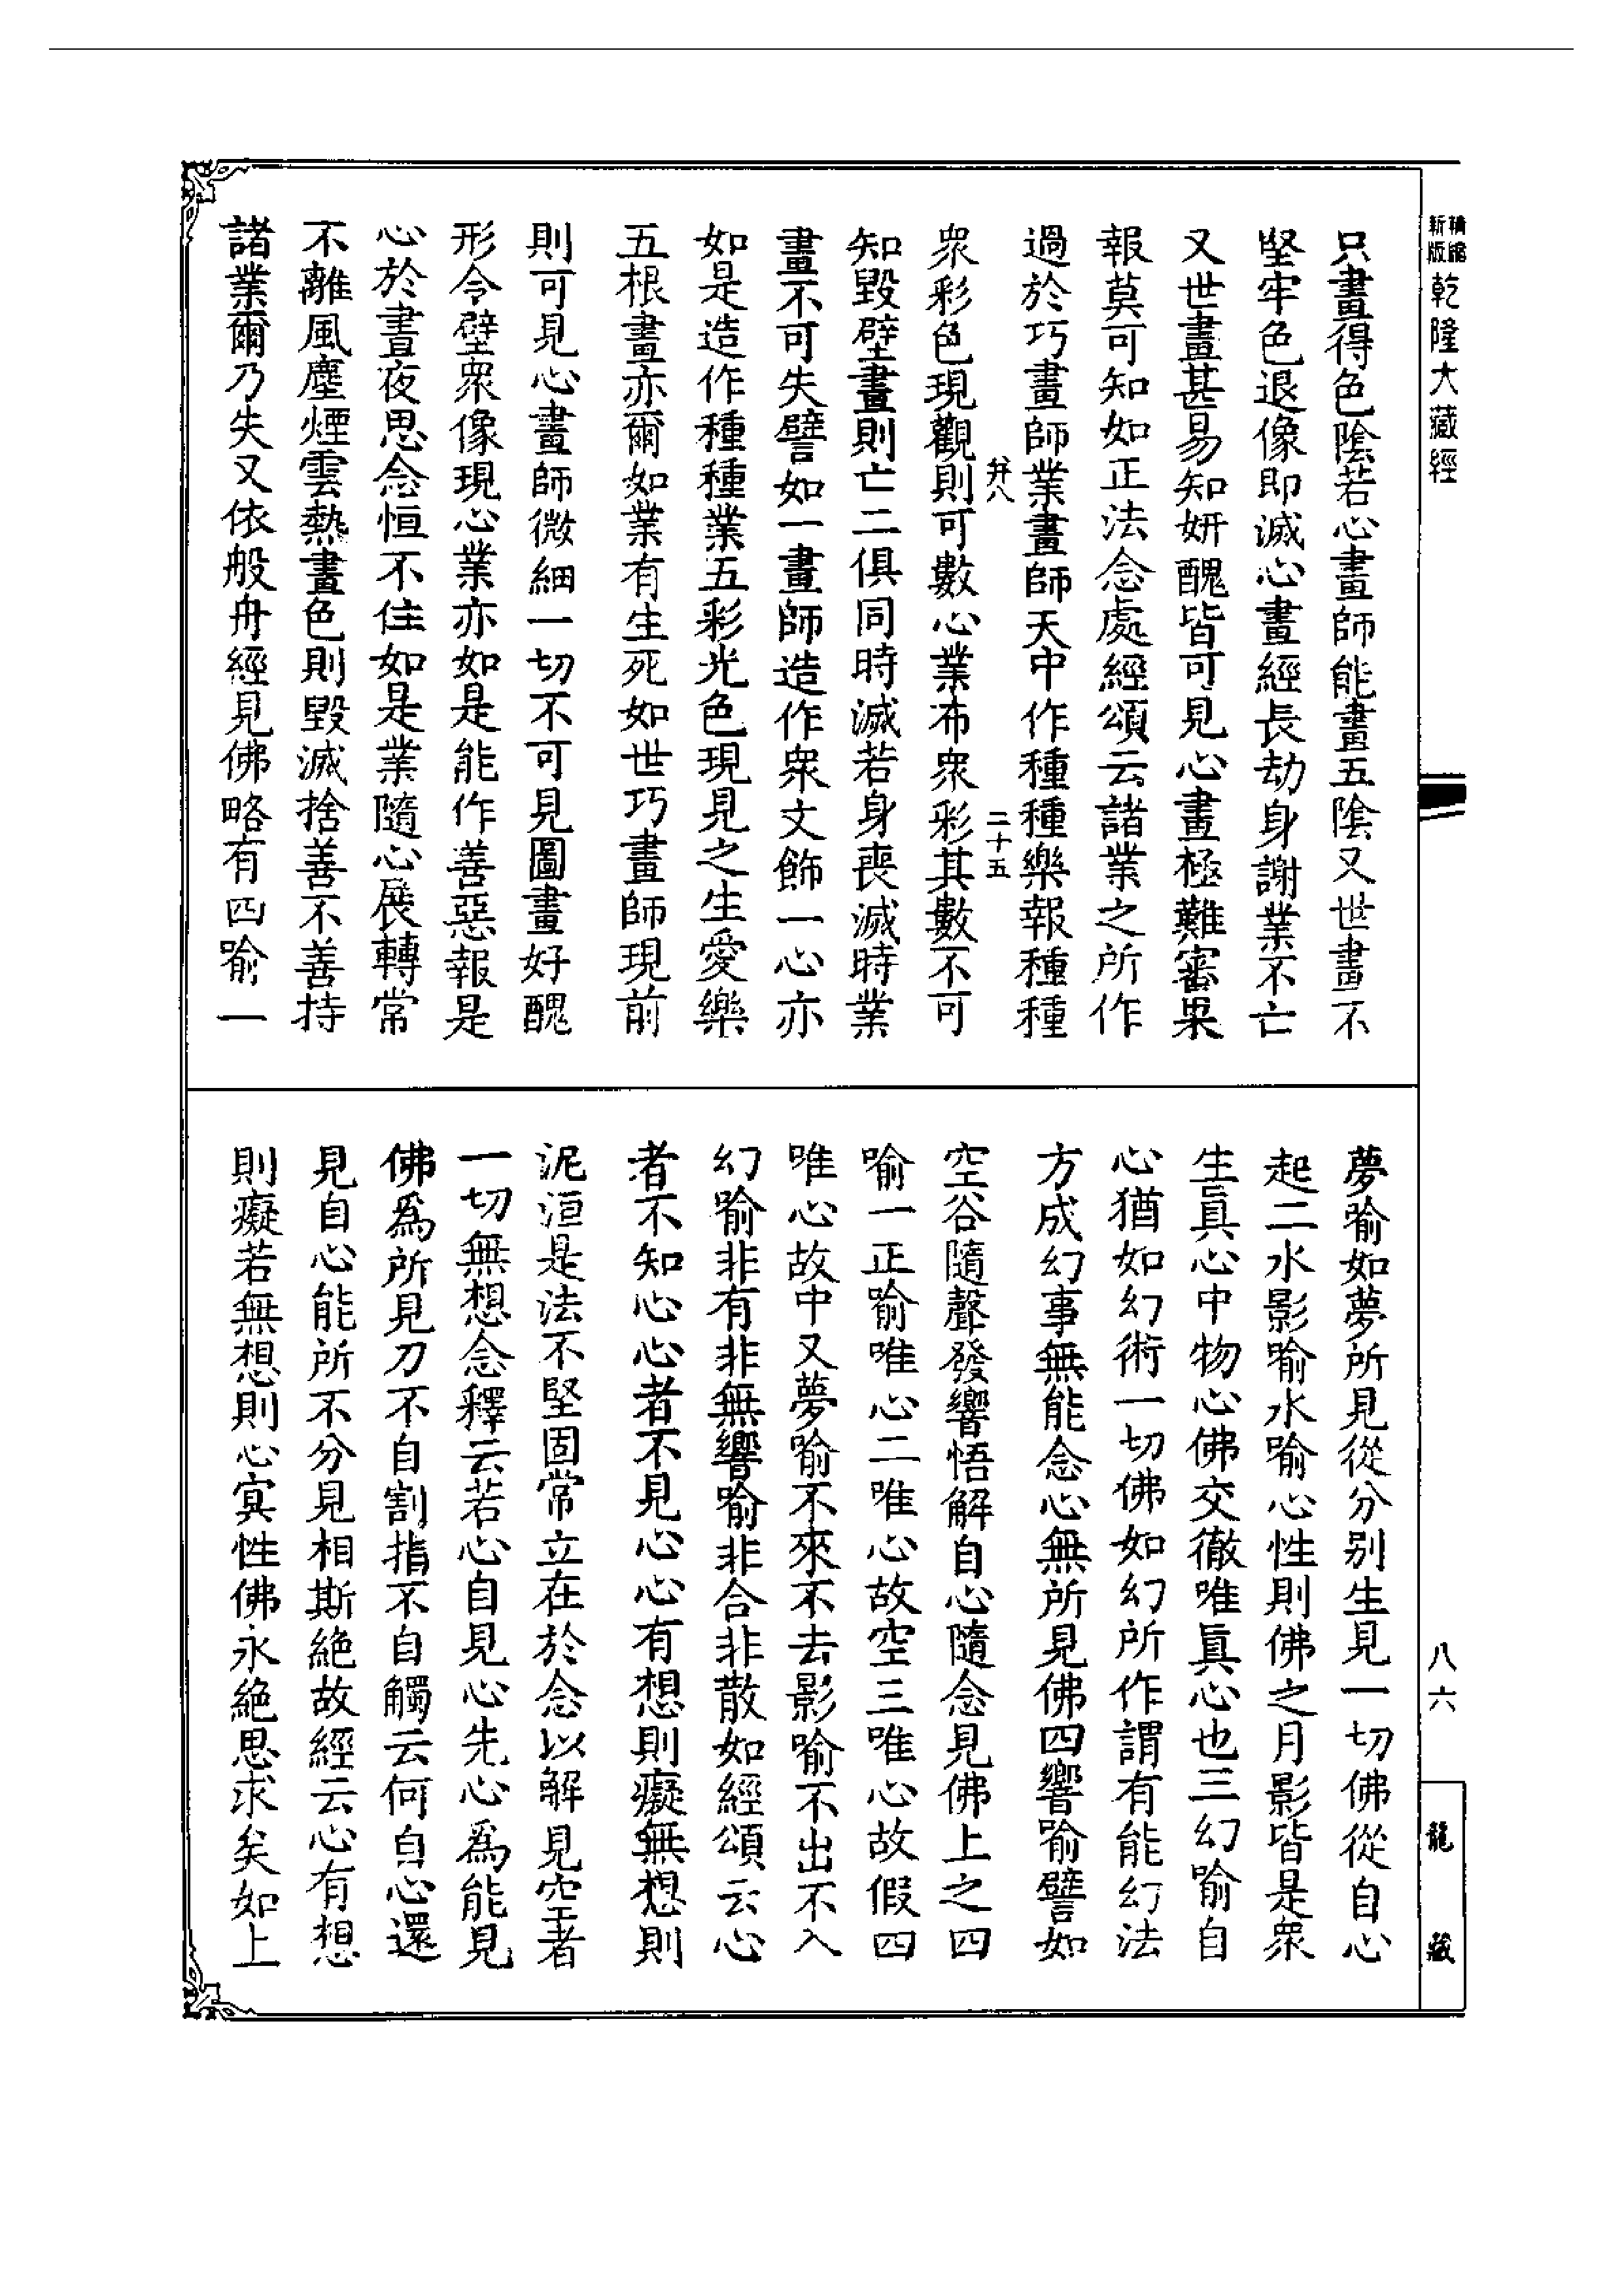 精縮新版乾隆大藏經
只畫得色陰若心畫師能畫五陰又世畫不
堅牢色退像即滅心畫經長劫身謝業不亡
又世畫甚易知妍醜皆可見心畫極難審果
報莫可知如正法念處經頌云諸業之所作
過於巧畫師業畫師天中作種種樂報種種
弁八 二十五
眾彩色現觀則可數心業布眾彩其數不可
知毀壁畫則亡二俱同時滅若身喪滅時業
畫不可失譬如一畫師造作眾文飾一心亦
如是造作種種業五彩光色現見之生愛樂
五根畫亦爾如業有生死如世巧畫師現前
則可見心畫師微細一切不可見圖畫好醜
形令壁眾像現心業亦如是能作善惡報是
心於晝夜思念恒不住如是業隨心展轉常
不離風塵煙雲熱畫色則毀滅捨善不善持
諸業爾乃失又依般舟經見佛略有四喻一
夢喻如夢所見從分別生見一切佛從自心
起二水影喻水喻心性則佛之月影皆是眾
生真心中物心佛交徹唯真心也三幻喻自
心猶如幻術一切佛如幻所作謂有能幻法
方成幻事無能念心無所見佛四響喻譬如
空谷隨聲發響悟解自心隨念見佛上之四
喻一正喻唯心二唯心故空三唯心故假四
唯心故中又夢喻不來不去影喻不出不入
幻喻非有非無響喻非合非散如經頌云心
者不知心心者不見心心有想則癡無想則
泥洹是法不堅固常立在於念以解見空者
一切無想念釋云若心自見心先心為能見
佛為所見刀不自割指不自觸云何自心還
見自心能所不分見相斯絕故經云心有想
則癡若無想則心寂性佛永絕思求矣如上
八六
龍藏